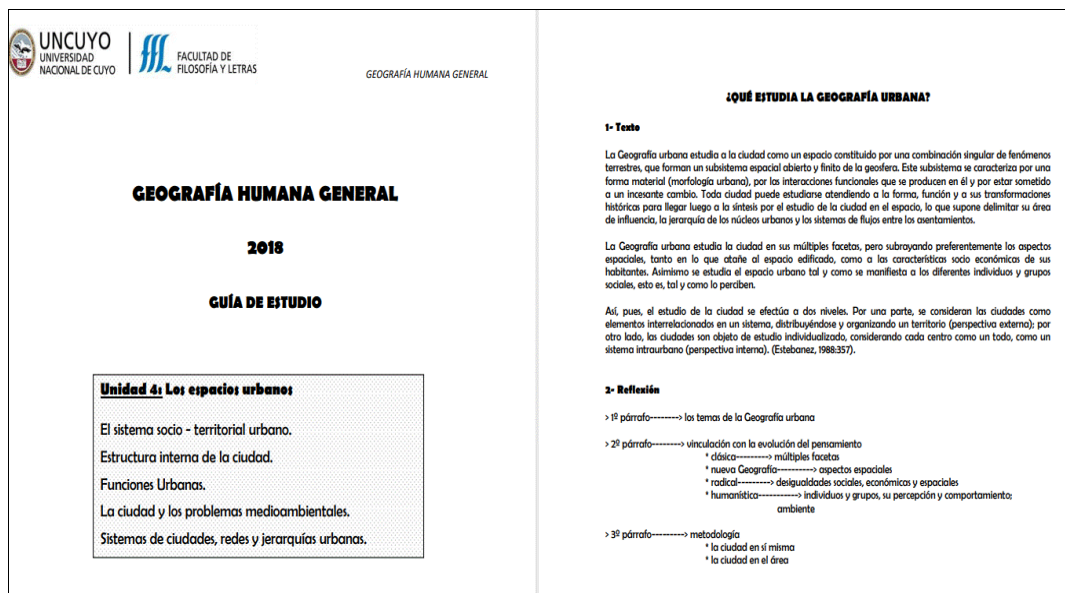 UNCUYO
UNIVERSIDAD
NACIONAL DE CUYO
FACULTAD DE
FILOSOFÍA Y LETRAS
GEOGRAFÍA HUMANA GENERAL
GEOGRAFÍA HUMANA GENERAL
2018
GUÍA DE ESTUDIO
Unidad 4: Los espacios urbanos
El sistema socio - territorial urbano.
Estructura interna de la ciudad.
Funciones Urbanas.
La ciudad y los problemas medioambientales.
Sistemas de ciudades, redes y jerarquías urbanas.
¿QUÉ ESTUDIA LA GEOGRAFÍA URBANA?
1- Texto
La Geografía urbana estudia a la ciudad como un espacio constituido por una combinación singular de fenómenos
terrestres, que forman un subsistema espacial abierto y finito de la geosfera. Este subsistema se caracteriza por una
forma material (morfología urbana), por las interacciones funcionales que se producen en él y por estar sometido
a un incesante cambio. Toda ciudad puede estudiarse atendiendo a la forma, función y a sus transformaciones
históricas para llegar luego a la síntesis por el estudio de la ciudad en el espacio, lo que supone delimitar su área
de influencia, la jerarquía de los núcleos urbanos y los sistemas de flujos entre los asentamientos.
La Geografía urbana estudia la ciudad en sus múltiples facetas, pero subrayando preferentemente los aspectos
espaciales, tanto en lo que atañe al espacio edificado, como a las características socio económicas de sus
habitantes. Asimismo se estudia el espacio urbano tal y como se manifiesta a los diferentes individuos y grupos
sociales, esto es, tal y como lo perciben.
Así, pues, el estudio de la ciudad se efectúa a dos niveles. Por una parte, se consideran las ciudades como
elementos interrelacionados en un sistema, distribuyéndose y organizando un territorio (perspectiva externa); por
otro lado, las ciudades son objeto de estudio individualizado, considerando cada centro como un todo, como un
sistema intraurbano (perspectiva interna). (Estebanez, 1988:357).
2- Reflexión
> 1º párrafo--------> los temas de la Geografía urbana
> 2º párrafo--------> vinculación con la evolución del pensamiento
* clásica---------> múltiples facetas
* nueva Geografía----------> aspectos espaciales
* radical---------> desigualdades sociales, económicas y espaciales
* humanística-----------> individuos y grupos, su percepción y comportamiento;
ambiente
> 3º párrafo---------> metodología
* la ciudad en sí misma
* la ciudad en el área